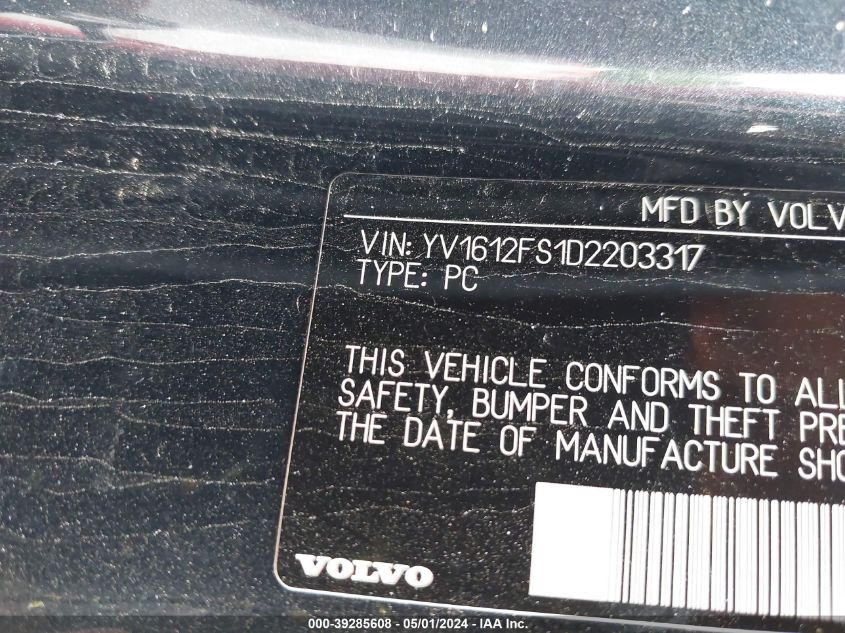 MFD BY VOLV
VIN: YV1612FS1D2203317
TYPE: PC
THIS VEHICLE CONFORMS TO ALL
SAFETY, BUMPER AND THEFT PRE
THE DATE OF MANUFACTURE SHO
VOLVO
000-39285608 - 05/01/2024 - IAA Inc.